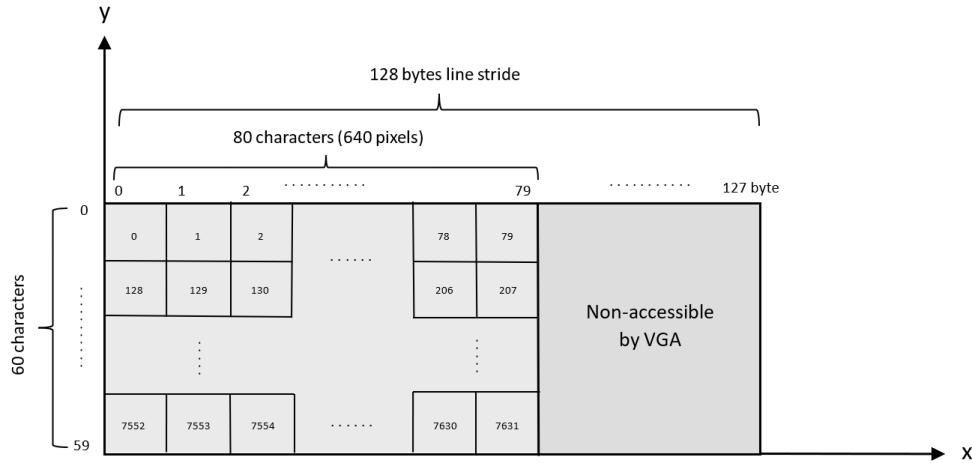 y
128 bytes line stride
80 characters (640 pixels)
0 1 2 ············ 79 ··········· 127 byte
0
0 1 2 ······ 78 79
128 129 130 206 207
60 characters
Non-accessible
by VGA
59
7552 7553 7554 ······ 7630 7631
x